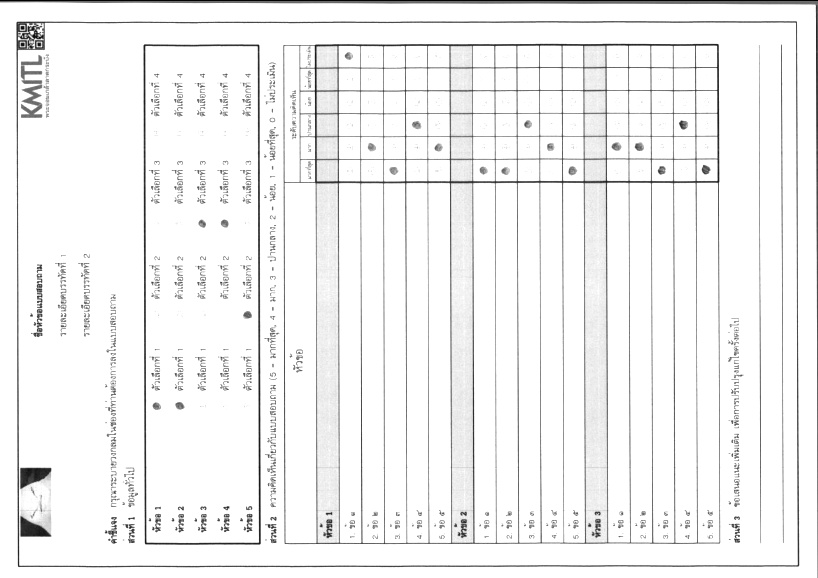 KMITL
ชื่อหัวข้อแบบสอบถาม
รายละเอียดบรรทัดที่ 1
รายละเอียดบรรทัดที่ 2
คำชี้แจง กรุณาระบายวงกลมในช่องที่ท่านต้องการลงในแบบสอบถาม
ส่วนที่ 1 ข้อมูลทั่วไป
หัวข้อ 1 ตัวเลือกที่ 1 ตัวเลือกที่ 2 ตัวเลือกที่ 3 ตัวเลือกที่ 4
หัวข้อ 2 ตัวเลือกที่ 1 ตัวเลือกที่ 2 ตัวเลือกที่ 3 ตัวเลือกที่ 4
หัวข้อ 3 ตัวเลือกที่ 1 ตัวเลือกที่ 2 ตัวเลือกที่ 3 ตัวเลือกที่ 4
หัวข้อ 4 ตัวเลือกที่ 1 ตัวเลือกที่ 2 ตัวเลือกที่ 3 ตัวเลือกที่ 4
หัวข้อ 5 ตัวเลือกที่ 1 ตัวเลือกที่ 2 ตัวเลือกที่ 3 ตัวเลือกที่ 4
ส่วนที่ 2 ความคิดเห็นเกี่ยวกับแบบสอบถาม (5 - มากที่สุด, 4 - มาก, 3 - ปานกลาง, 2 - น้อย, 1 - น้อยที่สุด, 0 - ไม่ประเมิน)
หัวข้อ ระดับความคิดเห็น
มากที่สุด มาก ปานกลาง น้อย น้อยที่สุด ไม่ประเมิน
หัวข้อ 1
1. ข้อ ๑
2. ข้อ ๒
3. ข้อ ๓
4. ข้อ ๔
5. ข้อ ๕
หัวข้อ 2
1. ข้อ ๑
2. ข้อ ๒
3. ข้อ ๓
4. ข้อ ๔
5. ข้อ ๕
หัวข้อ 3
1. ข้อ ๑
2. ข้อ ๒
3. ข้อ ๓
4. ข้อ ๔
5. ข้อ ๕
ส่วนที่ 3 ข้อเสนอแนะเพิ่มเติม เพื่อการปรับปรุงแก้ไขครั้งต่อไป